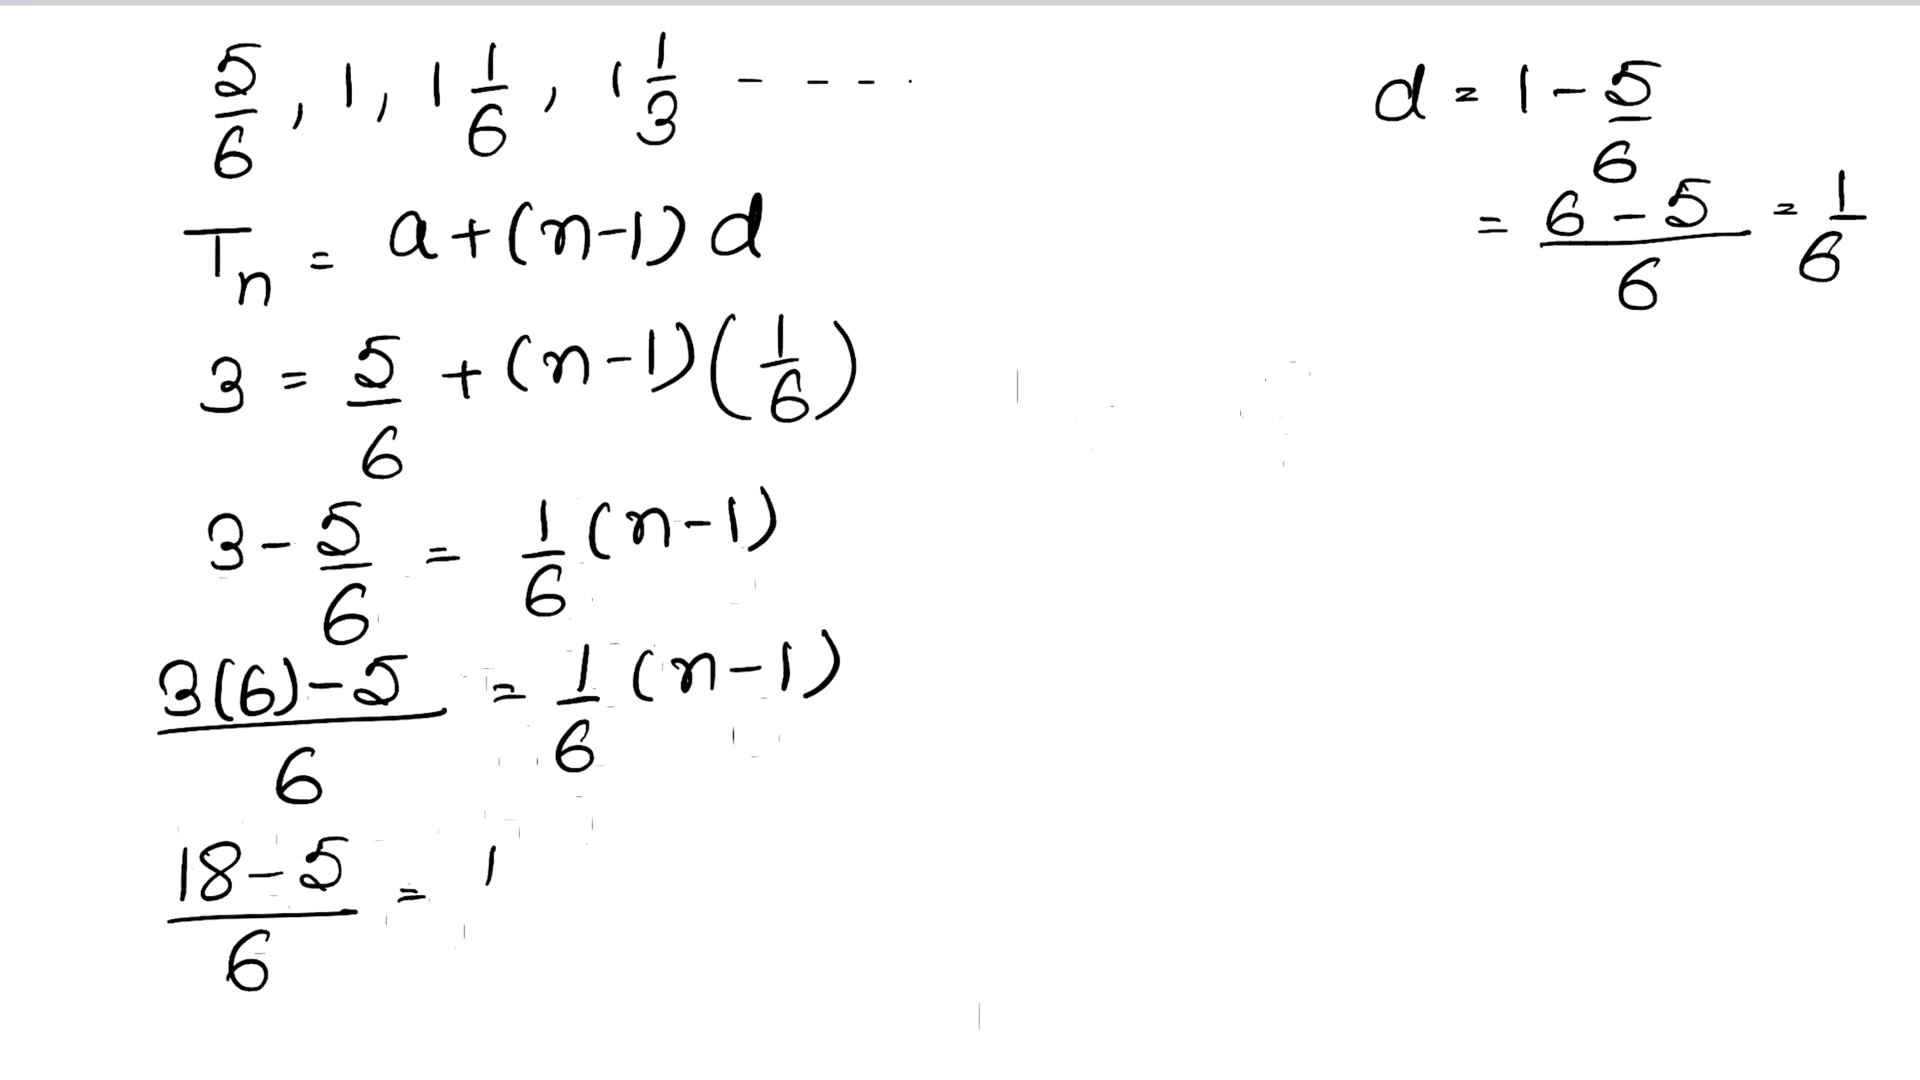 5/6, 1, 1 1/6, 1 1/3 - - - -
T_n = a+(n-1)d
3 = 5/6 + (n-1)(1/6)
3 - 5/6 = 1/6 (n-1)
3(6)-5/6 = 1/6 (n-1)
18-5/6 = 1
d = 1 - 5/6
= 6-5/6 = 1/6